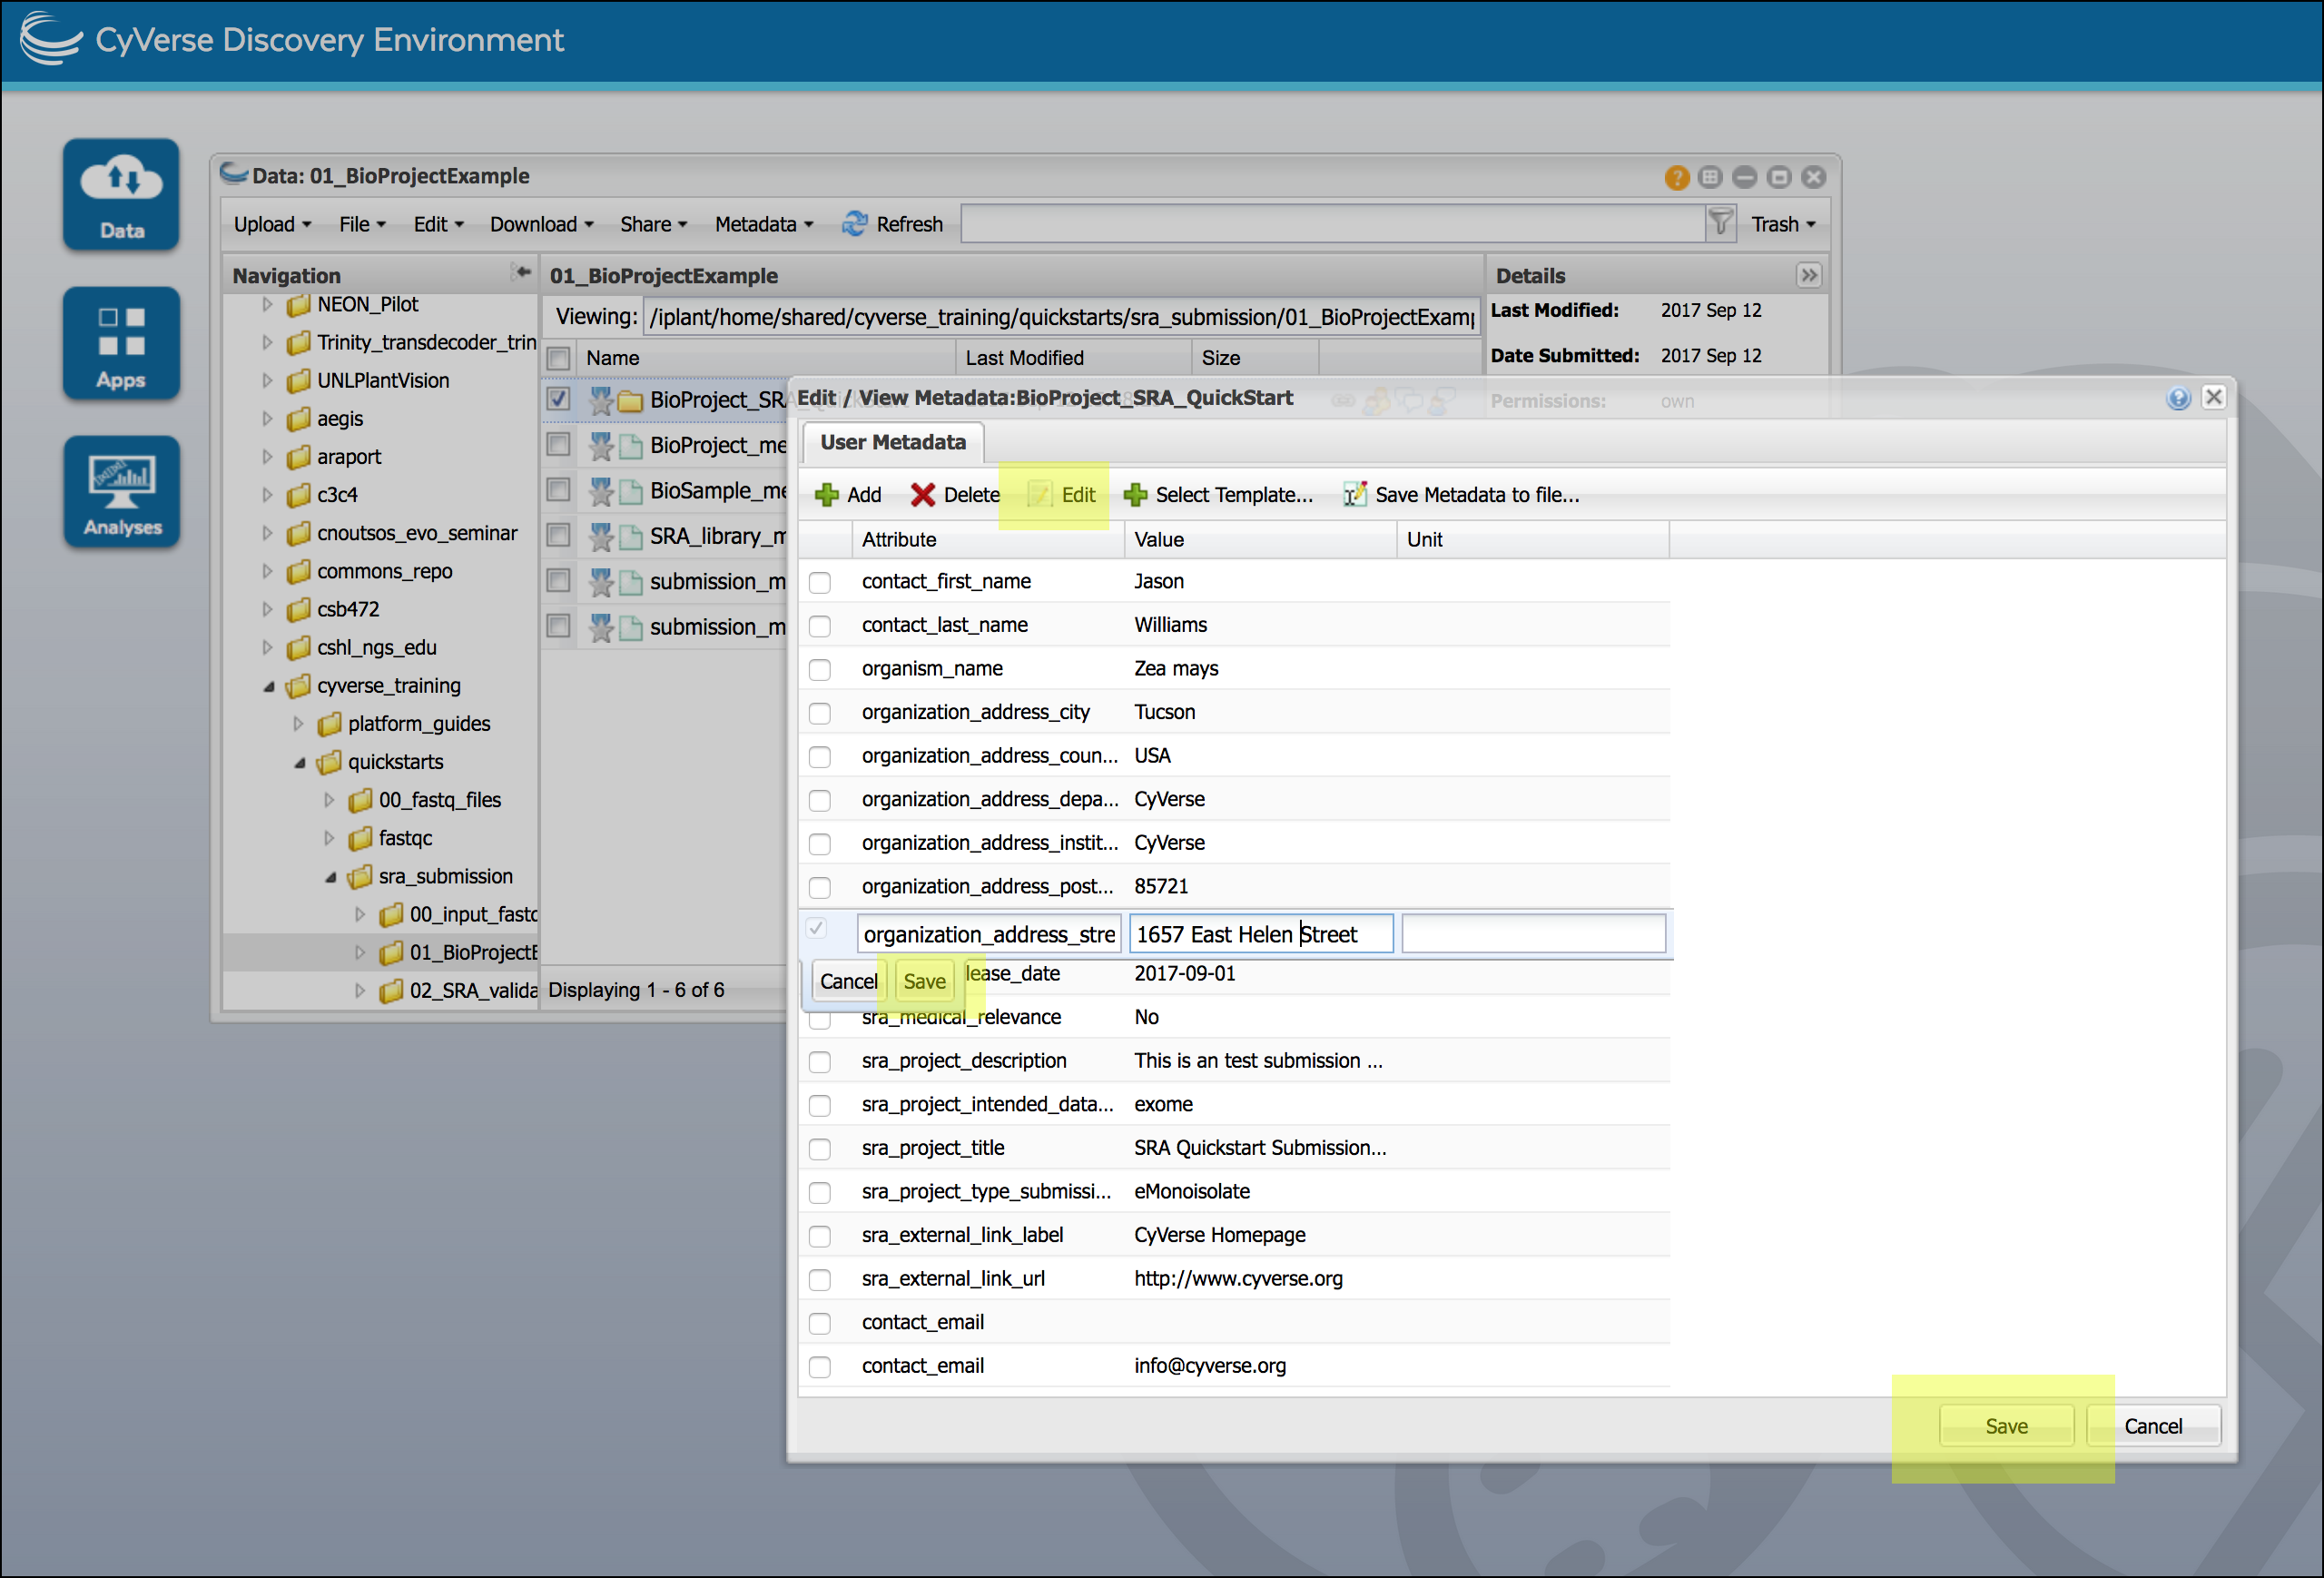 CyVerse Discovery Environment
Data
Apps
Analyses
Data: 01_BioProjectExample
Upload File Edit Download Share Metadata Refresh Trash
Navigation
NEON_Pilot
Trinity_transdecoder_trin
UNLPlantVision
aegis
araport
c3c4
cnoutsos_evo_seminar
commons_repo
csb472
cshl_ngs_edu
cyverse_training
platform_guides
quickstarts
00_fastq_files
fastqc
sra_submission
00_input_fastq
01_BioProjectE
02_SRA_valida
01_BioProjectExample
Viewing: /iplant/home/shared/cyverse_training/quickstarts/sra_submission/01_BioProjectExamp
Name Last Modified Size
BioProject_SRA_QuickStart
BioProject_me
BioSample_me
SRA_library_m
submission_m
submission_m
Displaying 1 - 6 of 6
Details
Last Modified: 2017 Sep 12
Date Submitted: 2017 Sep 12
Permissions: own
Edit / View Metadata:BioProject_SRA_QuickStart
User Metadata
Add Delete Edit Select Template... Save Metadata to file...
Attribute Value Unit
contact_first_name Jason
contact_last_name Williams
organism_name Zea mays
organization_address_city Tucson
organization_address_coun... USA
organization_address_depa... CyVerse
organization_address_instit... CyVerse
organization_address_post... 85721
organization_address_stre 1657 East Helen Street
Cancel Save lease_date 2017-09-01
sra_medical_relevance No
sra_project_description This is an test submission ...
sra_project_intended_data... exome
sra_project_title SRA Quickstart Submission...
sra_project_type_submissi... eMonoisolate
sra_external_link_label CyVerse Homepage
sra_external_link_url http://www.cyverse.org
contact_email
contact_email info@cyverse.org
Save Cancel